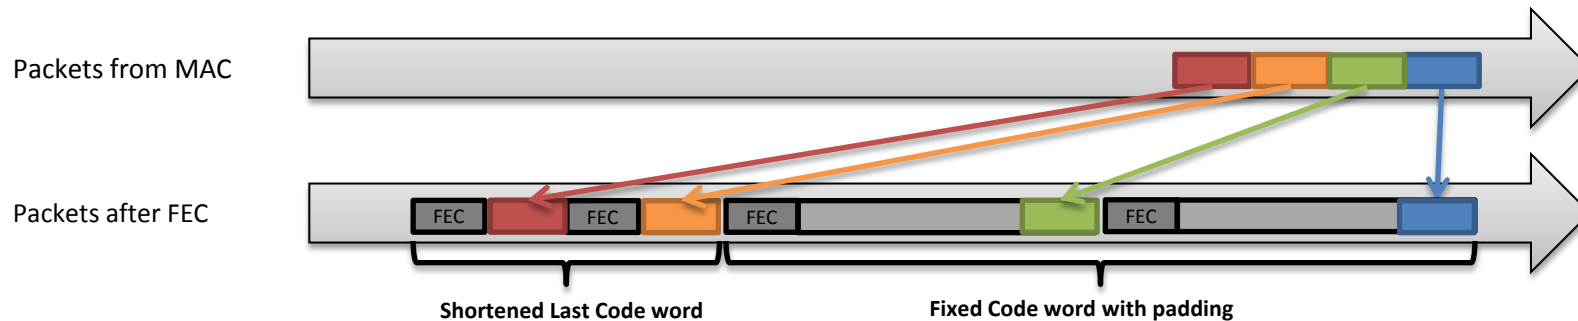 Packets from MAC
Packets after FEC
FEC
FEC
FEC
FEC
Shortened Last Code word
Fixed Code word with padding